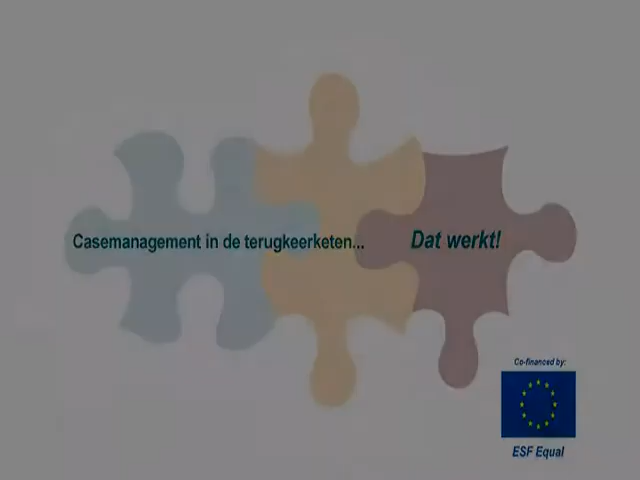 Casemanagement in de terugkeerketen... Dat werkt!
Co-financed by:
ESF Equal